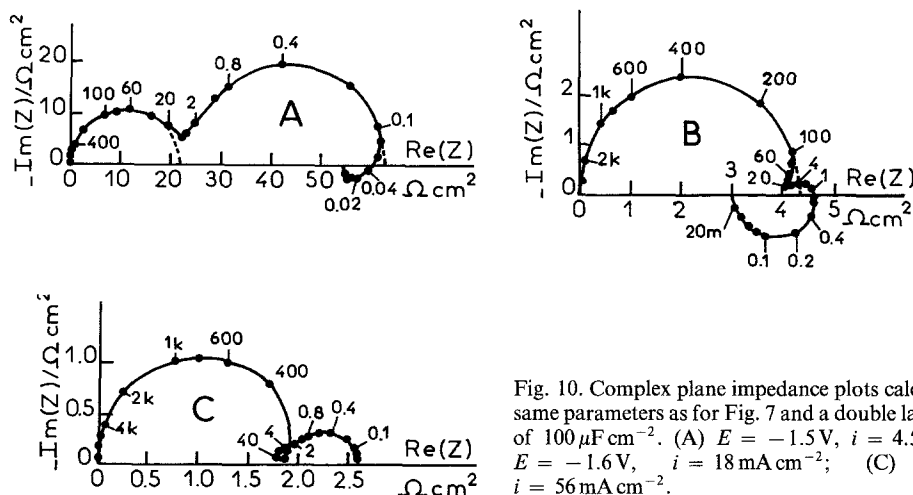 -Im(Z)/Ωcm²
20
10
0
0 10 20 30 40 50 60
400
100
60
20
2
0.8
0.4
0.1
0.04
0.02
A
Re(Z)
Ωcm²
-Im(Z)/Ωcm²
2
1
0
0 1 2 3 4 5
2k
1k
600
400
200
100
60
20
4
1
0.4
0.2
0.1
20m
B
Re(Z)
Ωcm²
-Im(Z)/Ωcm²
1.0
0.5
0
0 0.5 1.0 1.5 2.0 2.5
4k
2k
1k
600
400
40
4
2
0.8
0.4
0.1
C
Re(Z)
Ωcm²
Fig. 10. Complex plane impedance plots
same parameters as for Fig. 7 and a double
of 100 μF cm⁻². (A) E = −1.5 V, i =
E = −1.6 V, i = 18 mA cm⁻²; (C)
i = 56 mA cm⁻².